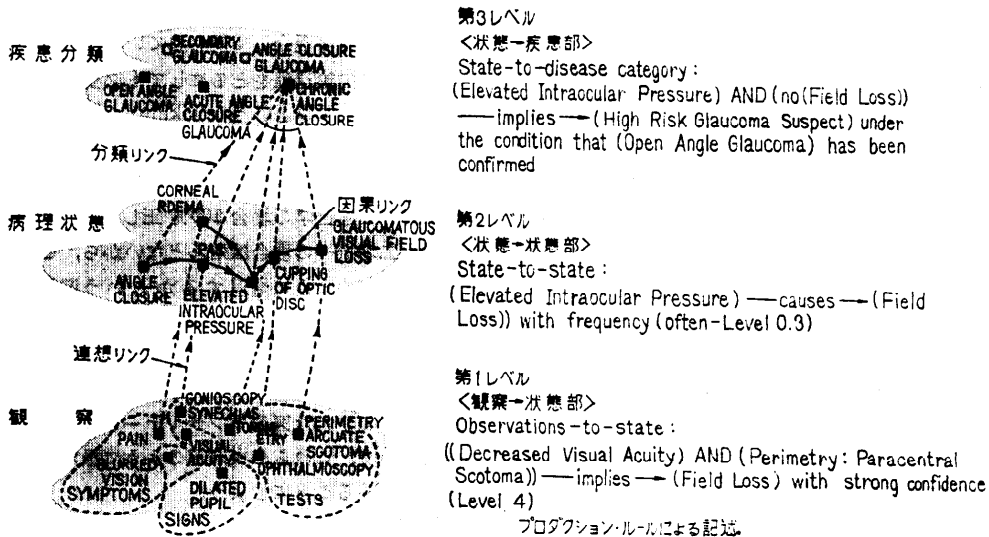 疾患分類
SECONDARY
GLAUCOMA
ANGLE CLOSURE
GLAUCOMA
OPEN ANGLE
GLAUCOMA
ACUTE ANGLE
CLOSURE
GLAUCOMA
CHRONIC
ANGLE
CLOSURE
分類リンク
病理状態
CORNEAL
因果リンク
GLAUCOMATOUS
VISUAL FIELD
LOSS
ANGLE
CLOSURE
ELEVATED
INTRAOCULAR
PRESSURE
CUPPING
OF OPTIC
DISC
連想リンク
観察
GONIOSCOPY
SYNECHIAS
PAIN
VISUAL
ACUITY
PERIMETRY
ARCUATE
SCOTOMA
OPHTHALMOSCOPY
BLURRED
VISION
SYMPTOMS
DILATED
PUPIL
SIGNS
TESTS
第3レベル
<状態→疾患部>
State-to-disease category:
(Elevated Intraocular Pressure) AND (no(Field Loss))
—implies→(High Risk Glaucoma Suspect) under
the condition that (Open Angle Glaucoma) has been
confirmed
第2レベル
<状態→状態部>
State-to-state:
(Elevated Intraocular Pressure)—causes→(Field
Loss)) with frequency (often-Level 0.3)
第1レベル
<観察→状態部>
Observations-to-state:
((Decreased Visual Acuity) AND (Perimetry: Paracentral
Scotoma))—implies→(Field Loss) with strong confidence
(Level 4)
プロダクション・ルールによる記述。